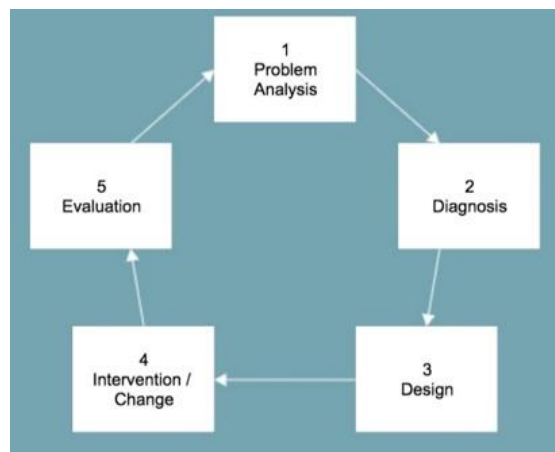 1
Problem
Analysis
2
Diagnosis
3
Design
4
Intervention /
Change
5
Evaluation